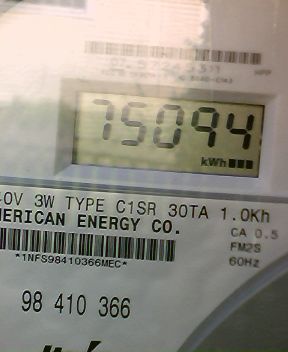 75094
kWh
40V 3W TYPE C1SR 30TA 1.0Kh
MERICAN ENERGY CO.
CA 0.5
FM2S
60Hz
*1NFS98410366MEC*
98 410 366